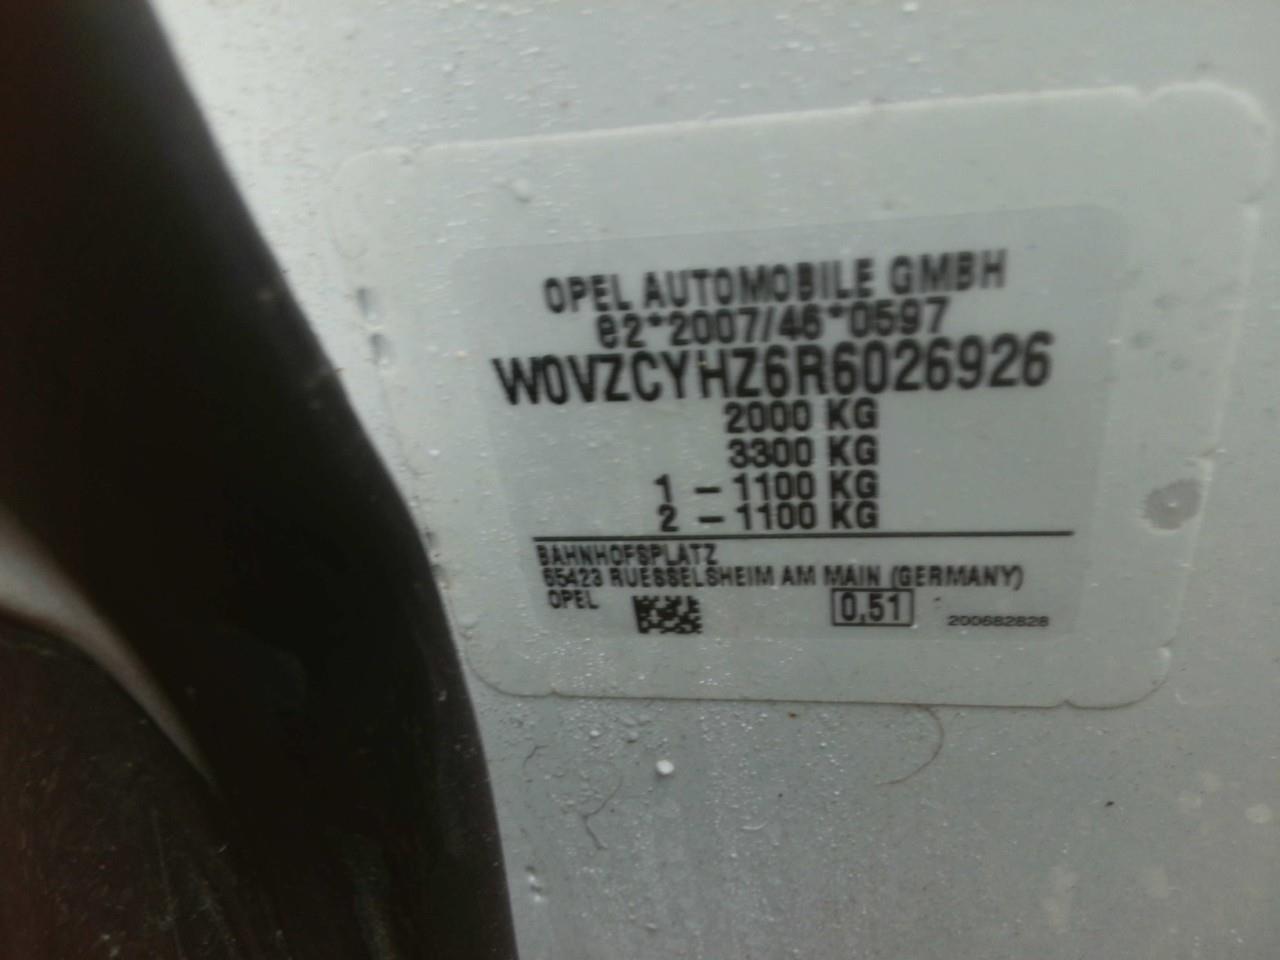 OPEL AUTOMOBILE GMBH
e2*2007/46*0597
W0VZCYHZ6R6026926
2000 KG
3300 KG
1 - 1100 KG
2 - 1100 KG
BAHNHOFSPLATZ
65423 RUESSELSHEIM AM MAIN (GERMANY)
OPEL 0,51 200682828